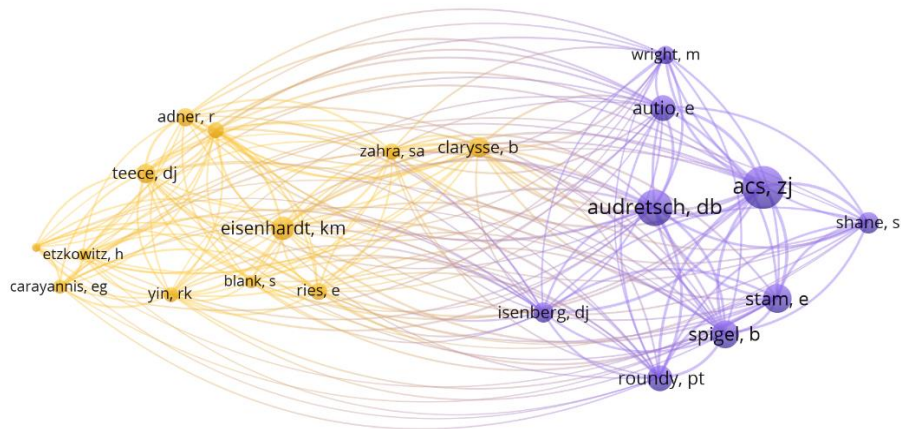 wright, m
autio, e
adner, r
zahra, sa
clarysse, b
teece, dj
acs, zj
audretsch, db
shane, s
eisenhardt, km
etzkowitz, h
blank, s
carayannis, eg
yin, rk
ries, e
stam, e
isenberg, dj
spigel, b
roundy, pt